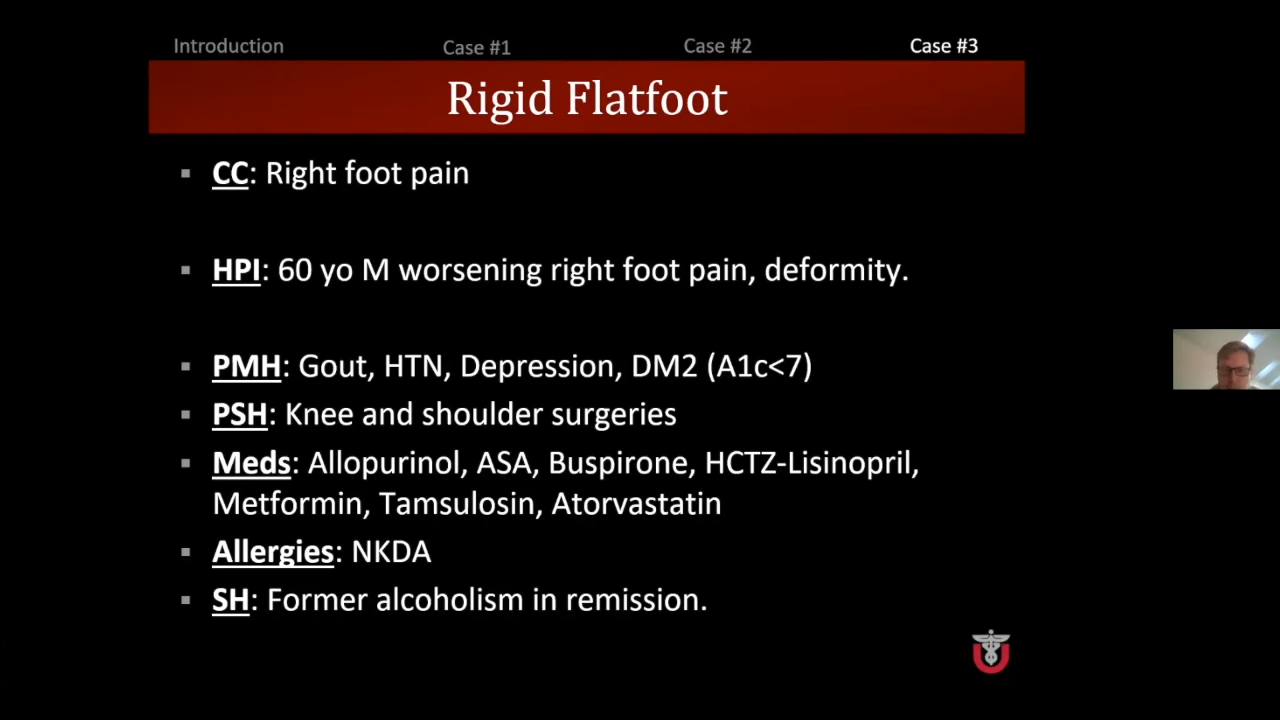 Introduction Case #1 Case #2 Case #3
Rigid Flatfoot
▪ CC: Right foot pain
▪ HPI: 60 yo M worsening right foot pain, deformity.
▪ PMH: Gout, HTN, Depression, DM2 (A1c<7)
▪ PSH: Knee and shoulder surgeries
▪ Meds: Allopurinol, ASA, Buspirone, HCTZ-Lisinopril,
Metformin, Tamsulosin, Atorvastatin
▪ Allergies: NKDA
▪ SH: Former alcoholism in remission.